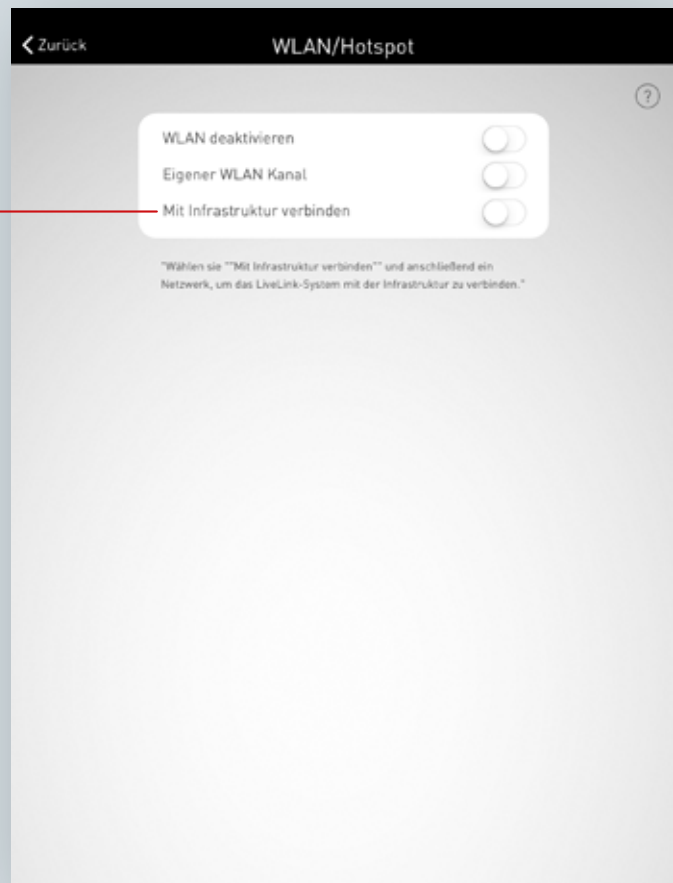 Zurück
WLAN/Hotspot
?
WLAN deaktivieren
Eigener WLAN Kanal
Mit Infrastruktur verbinden
"Wählen sie ""Mit Infrastruktur verbinden"" und anschließend ein
Netzwerk, um das LiveLink-System mit der Infrastruktur zu verbinden."